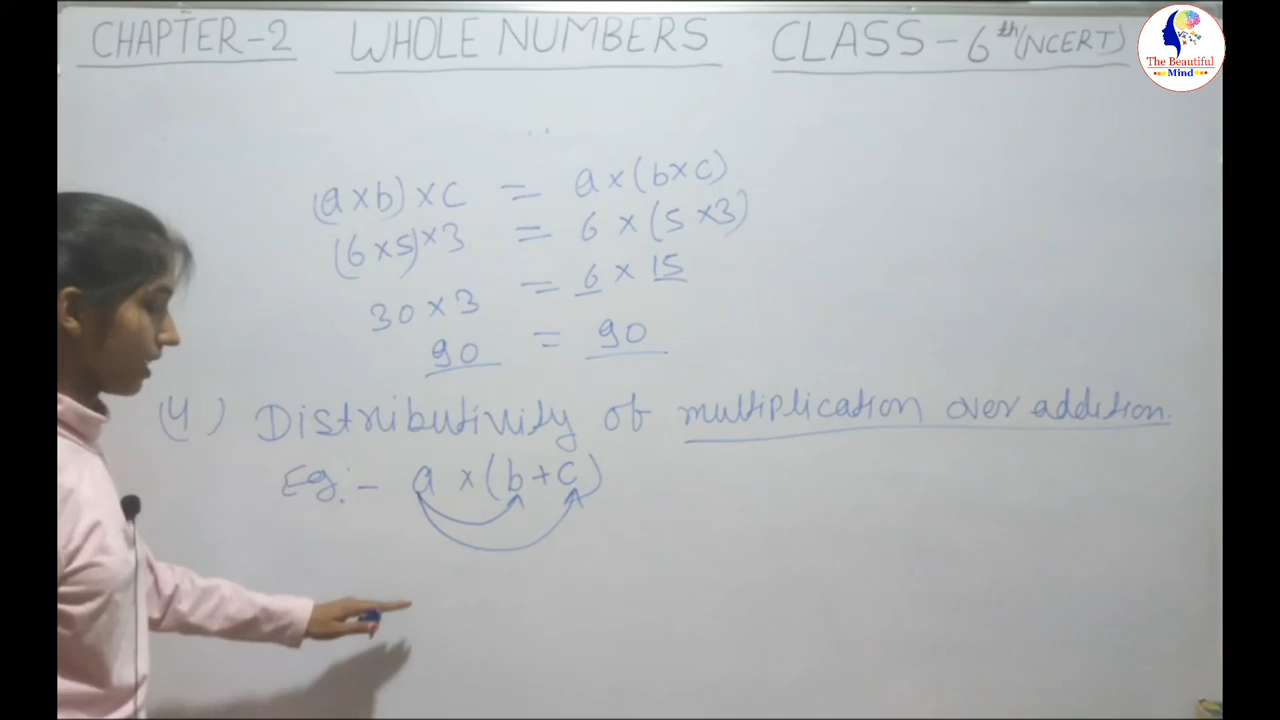 CHAPTER-2 WHOLE NUMBERS CLASS-6th (NCERT)
The Beautiful
Mind
(a×b)×c = a×(b×c)
(6×5)×3 = 6×(5×3)
30×3 = 6×15
90 = 90
(4) Distributivity of multiplication over addition.
Eg:- a×(b+c)